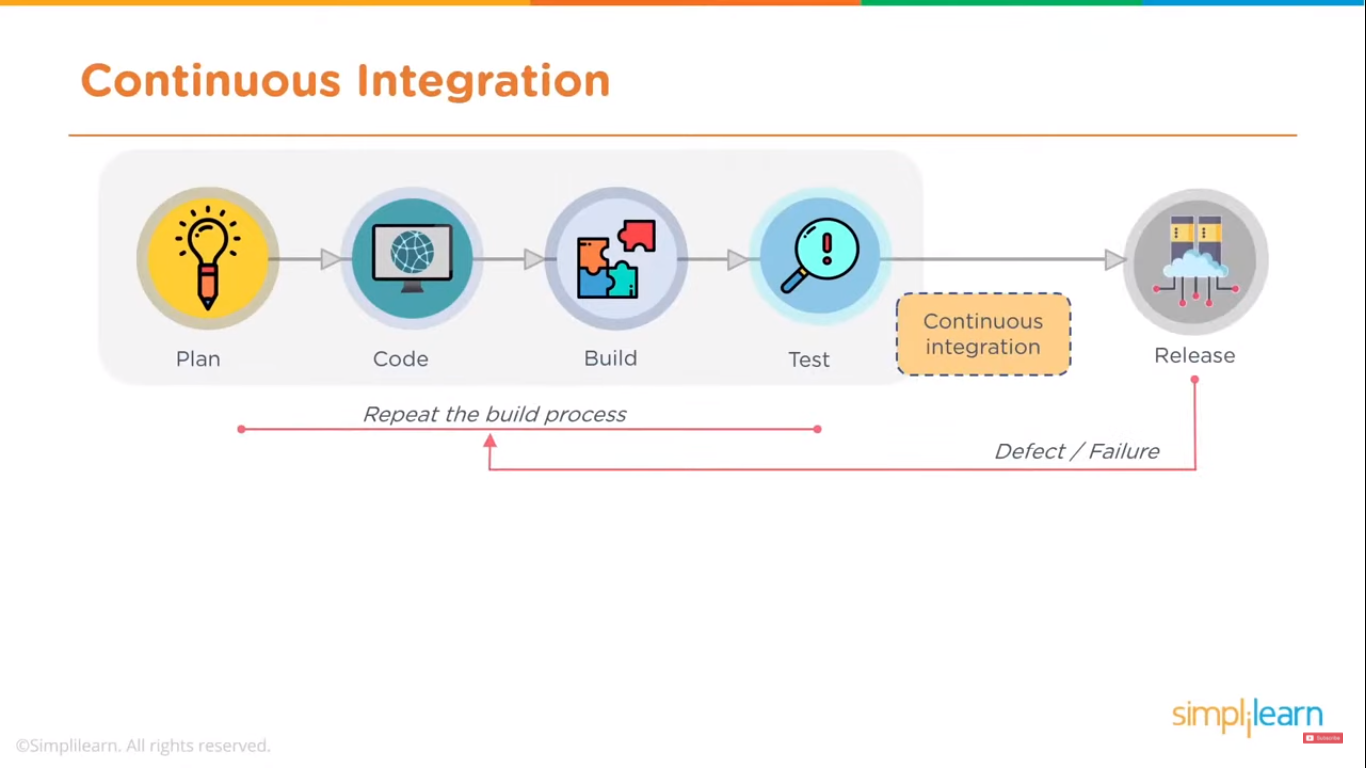 Continuous Integration
Plan
Code
Build
Test
Continuous
integration
Release
Repeat the build process
Defect / Failure
simplilearn
Subscribe
©Simplilearn. All rights reserved.